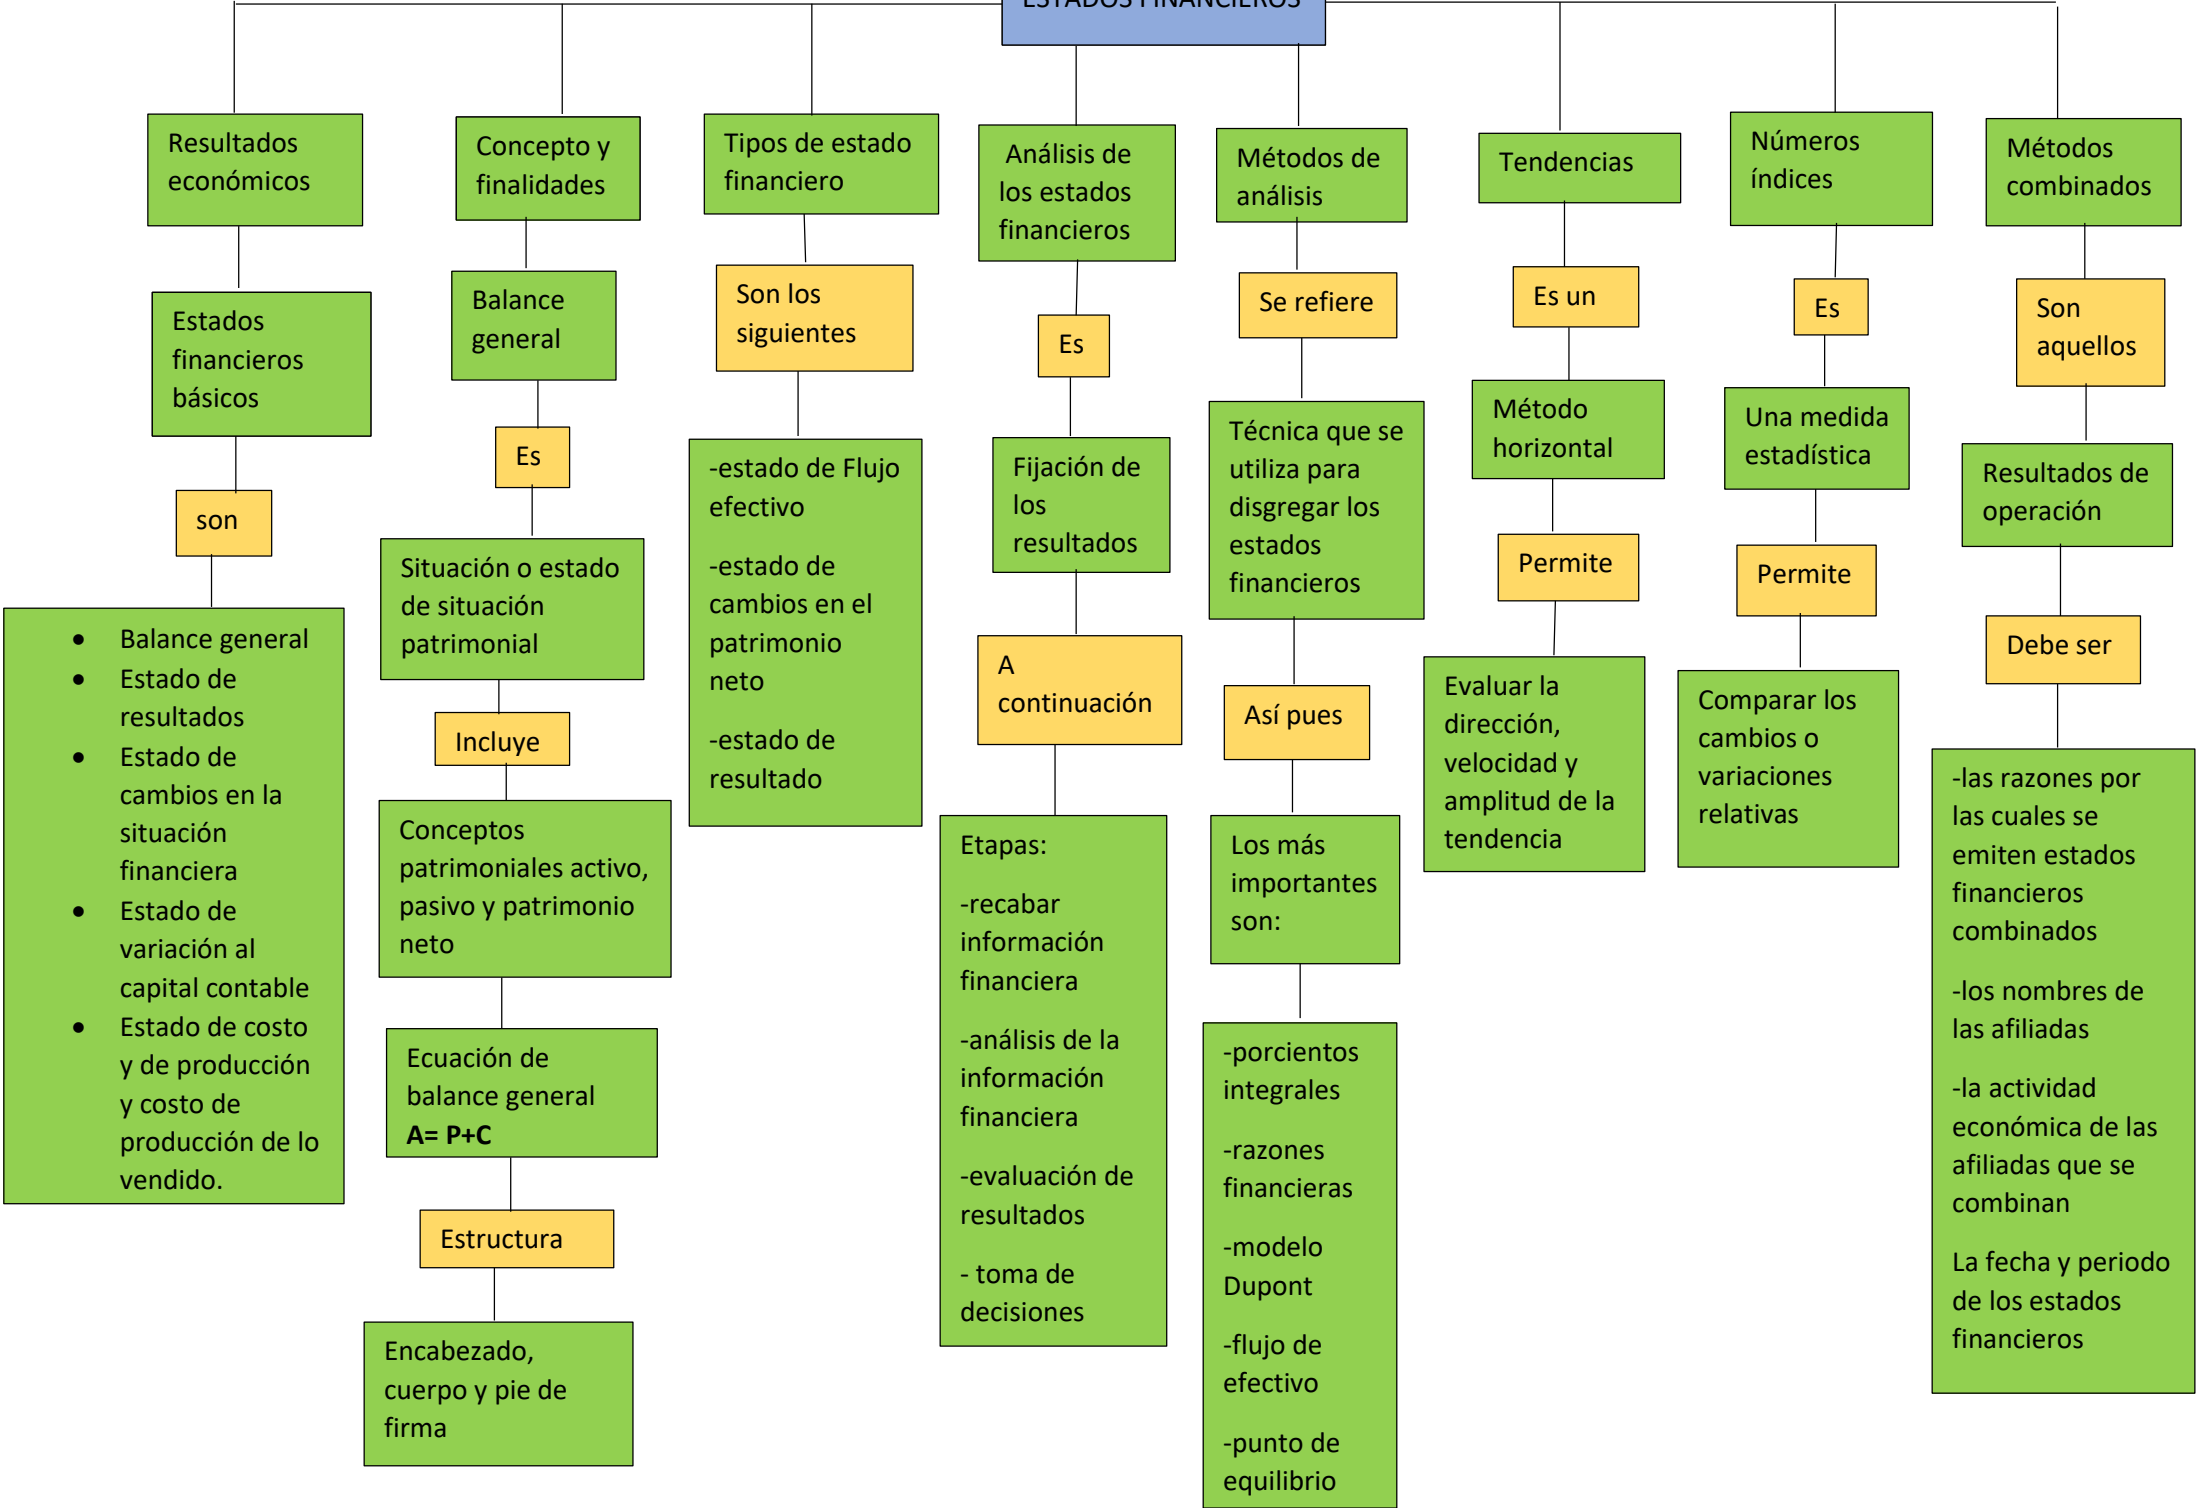 ESTADOS FINANCIEROS
Resultados
económicos
Estados
financieros
básicos
son
• Balance general
• Estado de
resultados
• Estado de
cambios en la
situación
financiera
• Estado de
variación al
capital contable
• Estado de costo
y de producción
y costo de
producción de lo
vendido.
Concepto y
finalidades
Balance
general
Es
Situación o estado
de situación
patrimonial
Incluye
Conceptos
patrimoniales activo,
pasivo y patrimonio
neto
Ecuación de
balance general
A= P+C
Estructura
Encabezado,
cuerpo y pie de
firma
Tipos de estado
financiero
Son los
siguientes
-estado de Flujo
efectivo
-estado de
cambios en el
patrimonio
neto
-estado de
resultado
Análisis de
los estados
financieros
Es
Fijación de
los
resultados
A
continuación
Etapas:
-recabar
información
financiera
-análisis de la
información
financiera
-evaluación de
resultados
- toma de
decisiones
Métodos de
análisis
Se refiere
Técnica que se
utiliza para
disgregar los
estados
financieros
Así pues
Los más
importantes
son:
-porcientos
integrales
-razones
financieras
-modelo
Dupont
-flujo de
efectivo
-punto de
equilibrio
Tendencias
Es un
Método
horizontal
Permite
Evaluar la
dirección,
velocidad y
amplitud de la
tendencia
Números
índices
Es
Una medida
estadística
Permite
Comparar los
cambios o
variaciones
relativas
Métodos
combinados
Son
aquellos
Resultados de
operación
Debe ser
-las razones por
las cuales se
emiten estados
financieros
combinados
-los nombres de
las afiliadas
-la actividad
económica de las
afiliadas que se
combinan
La fecha y periodo
de los estados
financieros